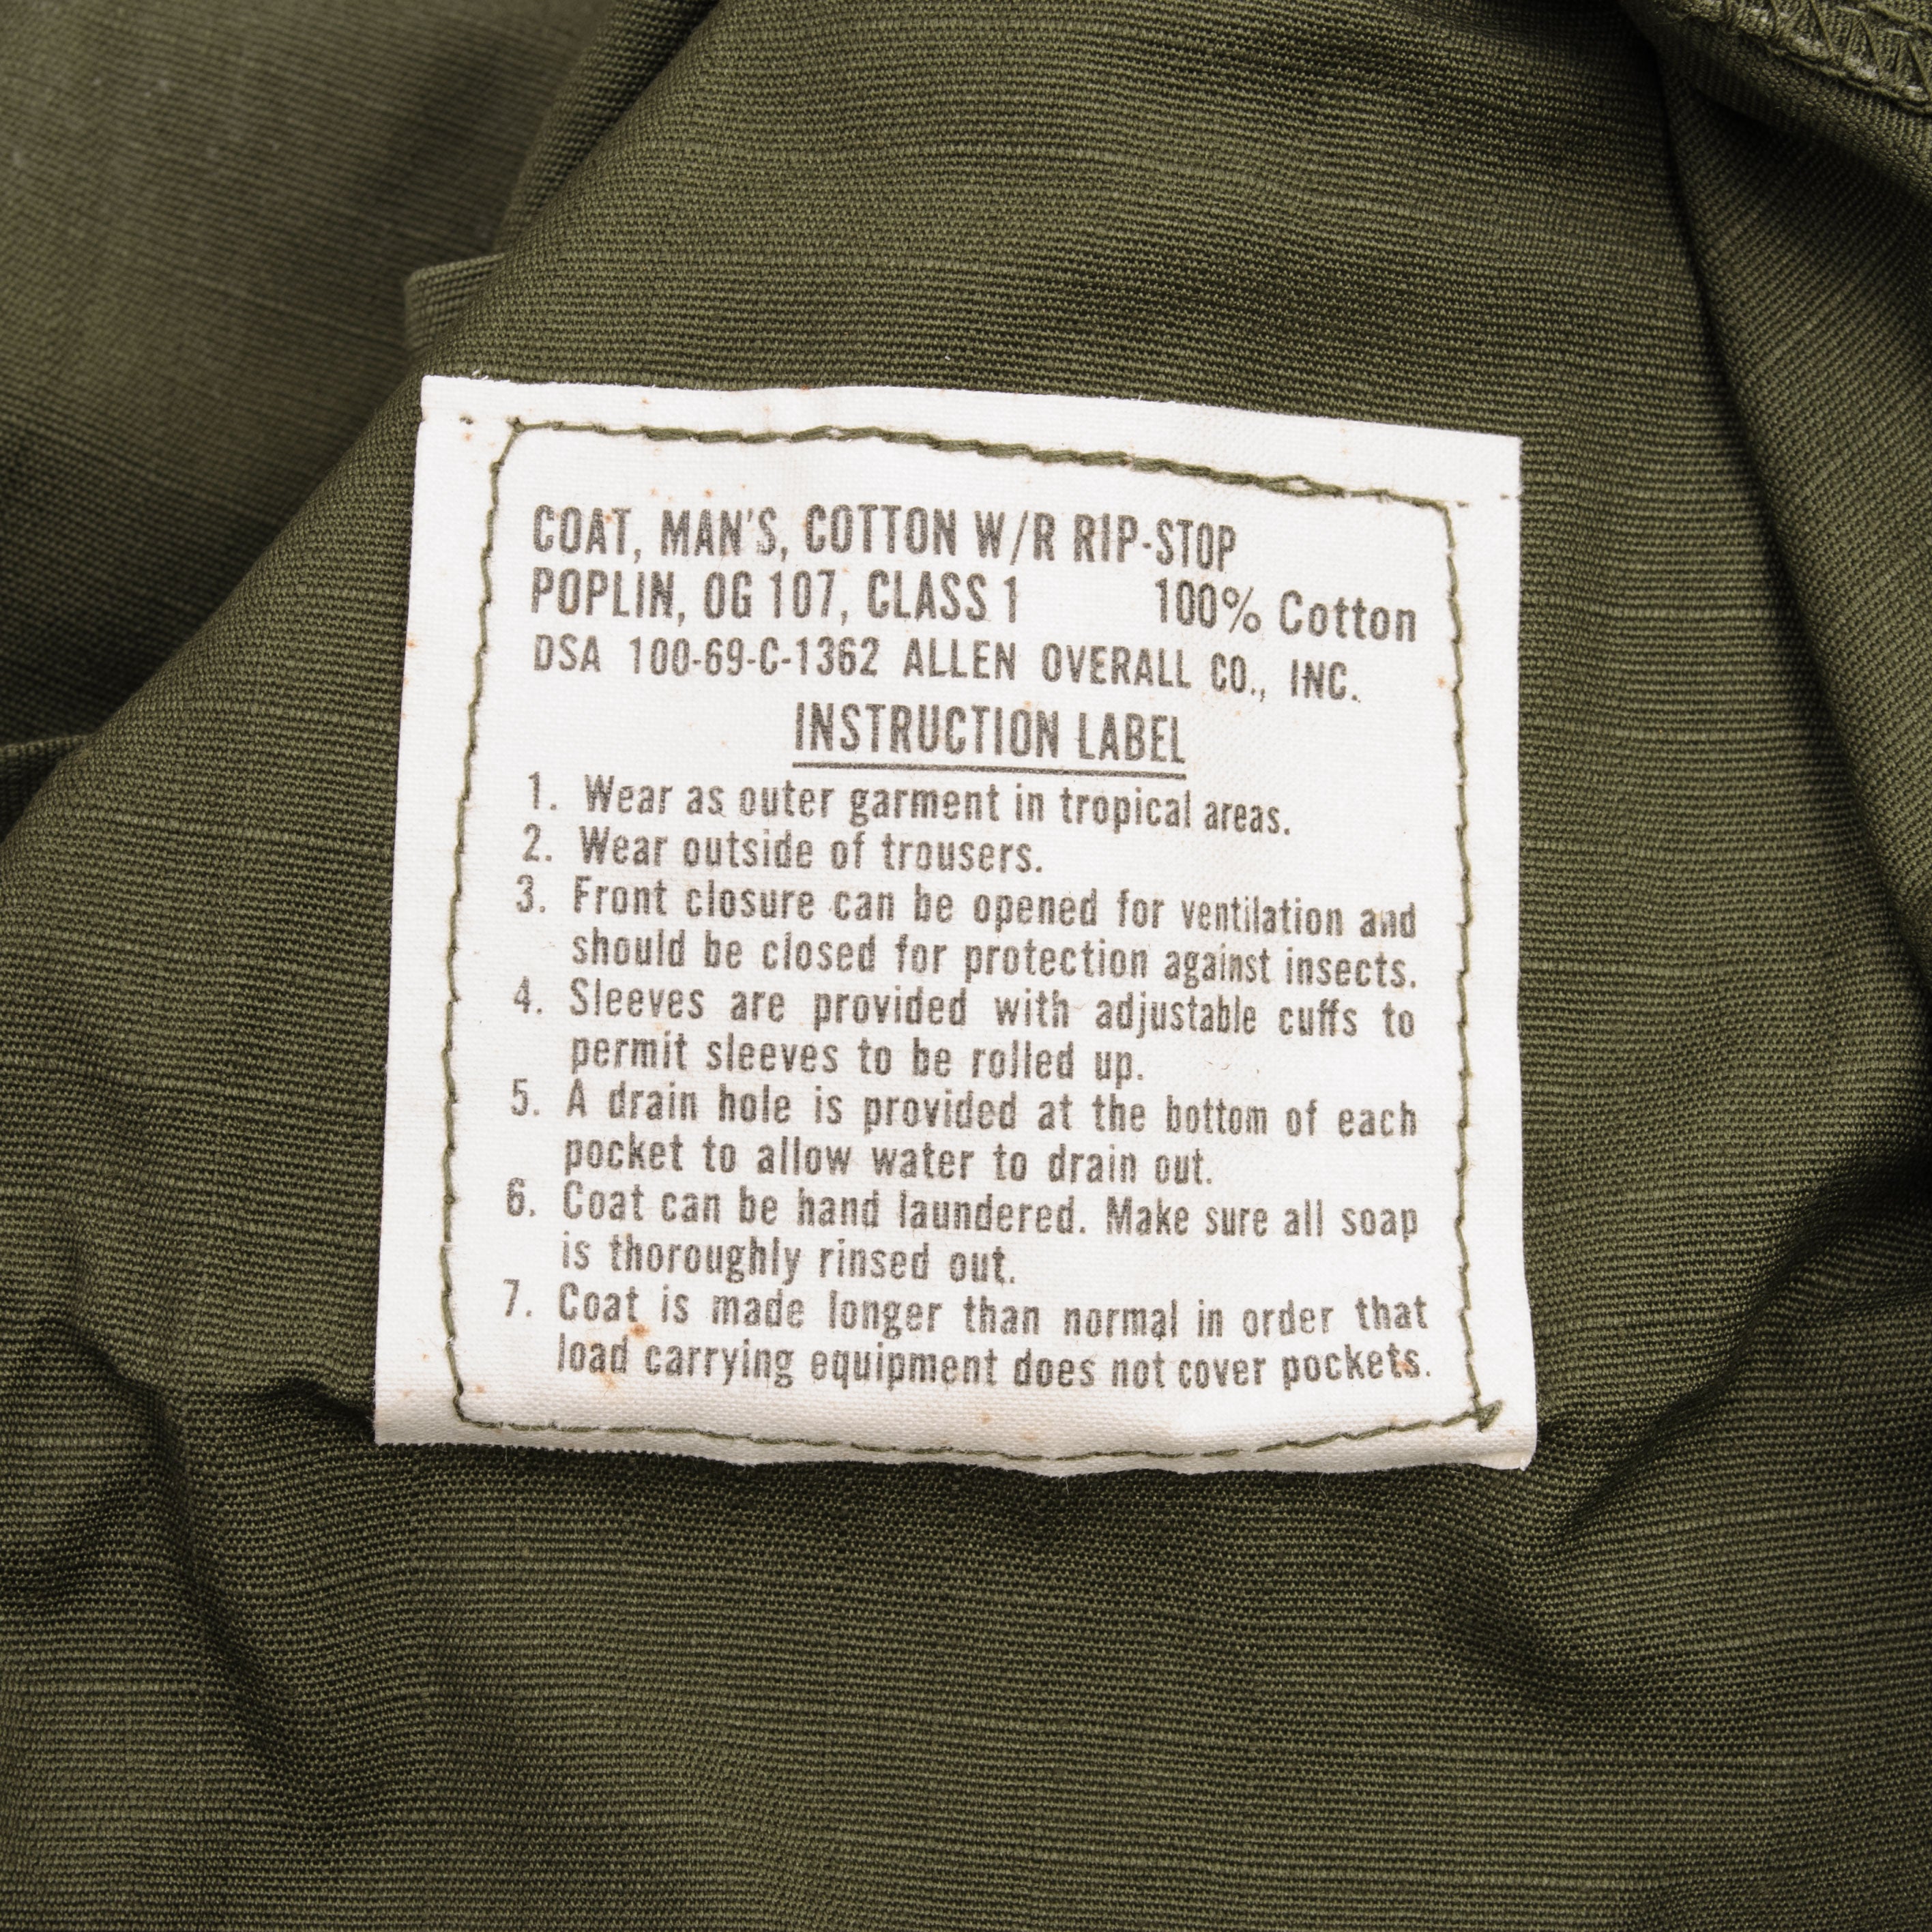 COAT, MAN'S, COTTON W/R RIP-STOP
POPLIN, OG 107, CLASS 1 100% Cotton
DSA 100-69-C-1362 ALLEN OVERALL CO., INC.
INSTRUCTION LABEL
1. Wear as outer garment in tropical areas.
2. Wear outside of trousers.
3. Front closure can be opened for ventilation and
should be closed for protection against insects.
4. Sleeves are provided with adjustable cuffs to
permit sleeves to be rolled up.
5. A drain hole is provided at the bottom of each
pocket to allow water to drain out.
6. Coat can be hand laundered. Make sure all soap
is thoroughly rinsed out.
7. Coat is made longer than normal in order that
load carrying equipment does not cover pockets.